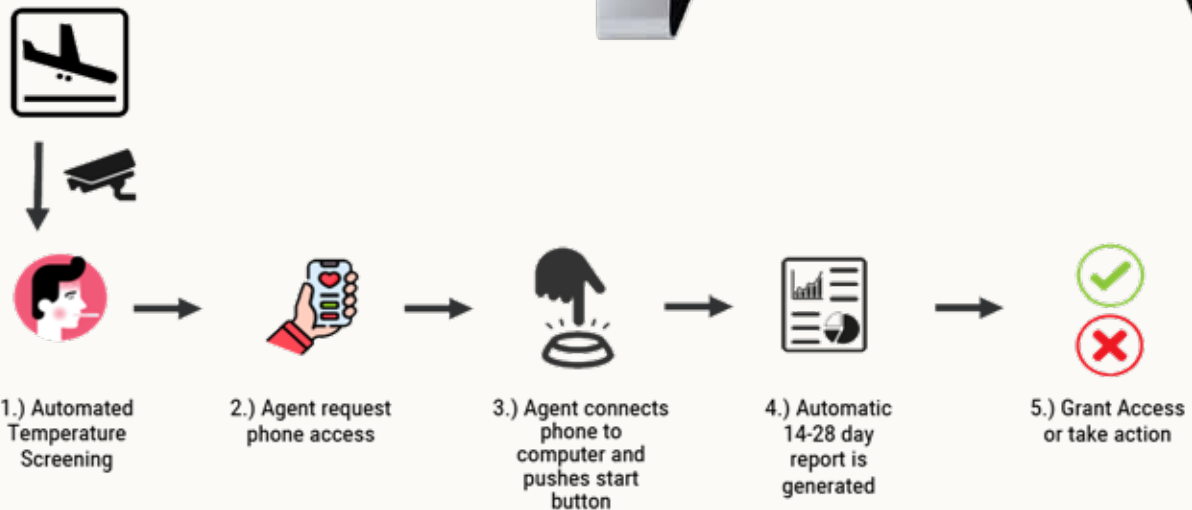 1.) Automated
Temperature
Screening
2.) Agent request
phone access
3.) Agent connects
phone to
computer and
pushes start
button
4.) Automatic
14-28 day
report is
generated
5.) Grant Access
or take action